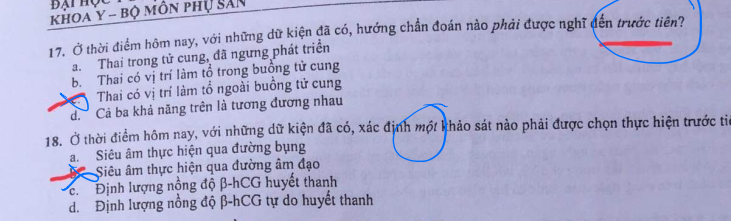 KHOA Y – BỘ MÔN PHỤ SẢN
17. Ở thời điểm hôm nay, với những dữ kiện đã có, hướng chẩn đoán nào phải được nghĩ đến trước tiên?
a. Thai trong tử cung, đã ngưng phát triển
b. Thai có vị trí làm tổ trong buồng tử cung
Thai có vị trí làm tổ ngoài buồng tử cung
d. Cả ba khả năng trên là tương đương nhau
18. Ở thời điểm hôm nay, với những dữ kiện đã có, xác định một khảo sát nào phải được chọn thực hiện trước
a. Siêu âm thực hiện qua đường bụng
Siêu âm thực hiện qua đường âm đạo
c. Định lượng nồng độ β-hCG huyết thanh
d. Định lượng nồng độ β-hCG tự do huyết thanh